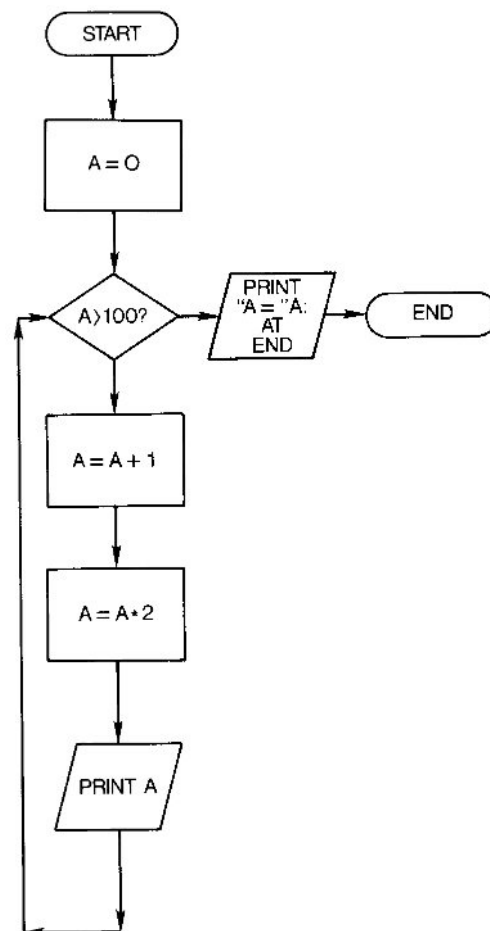 START
A = O
A>100?
PRINT
"A = "A:
AT
END
END
A = A + 1
A = A * 2
PRINT A